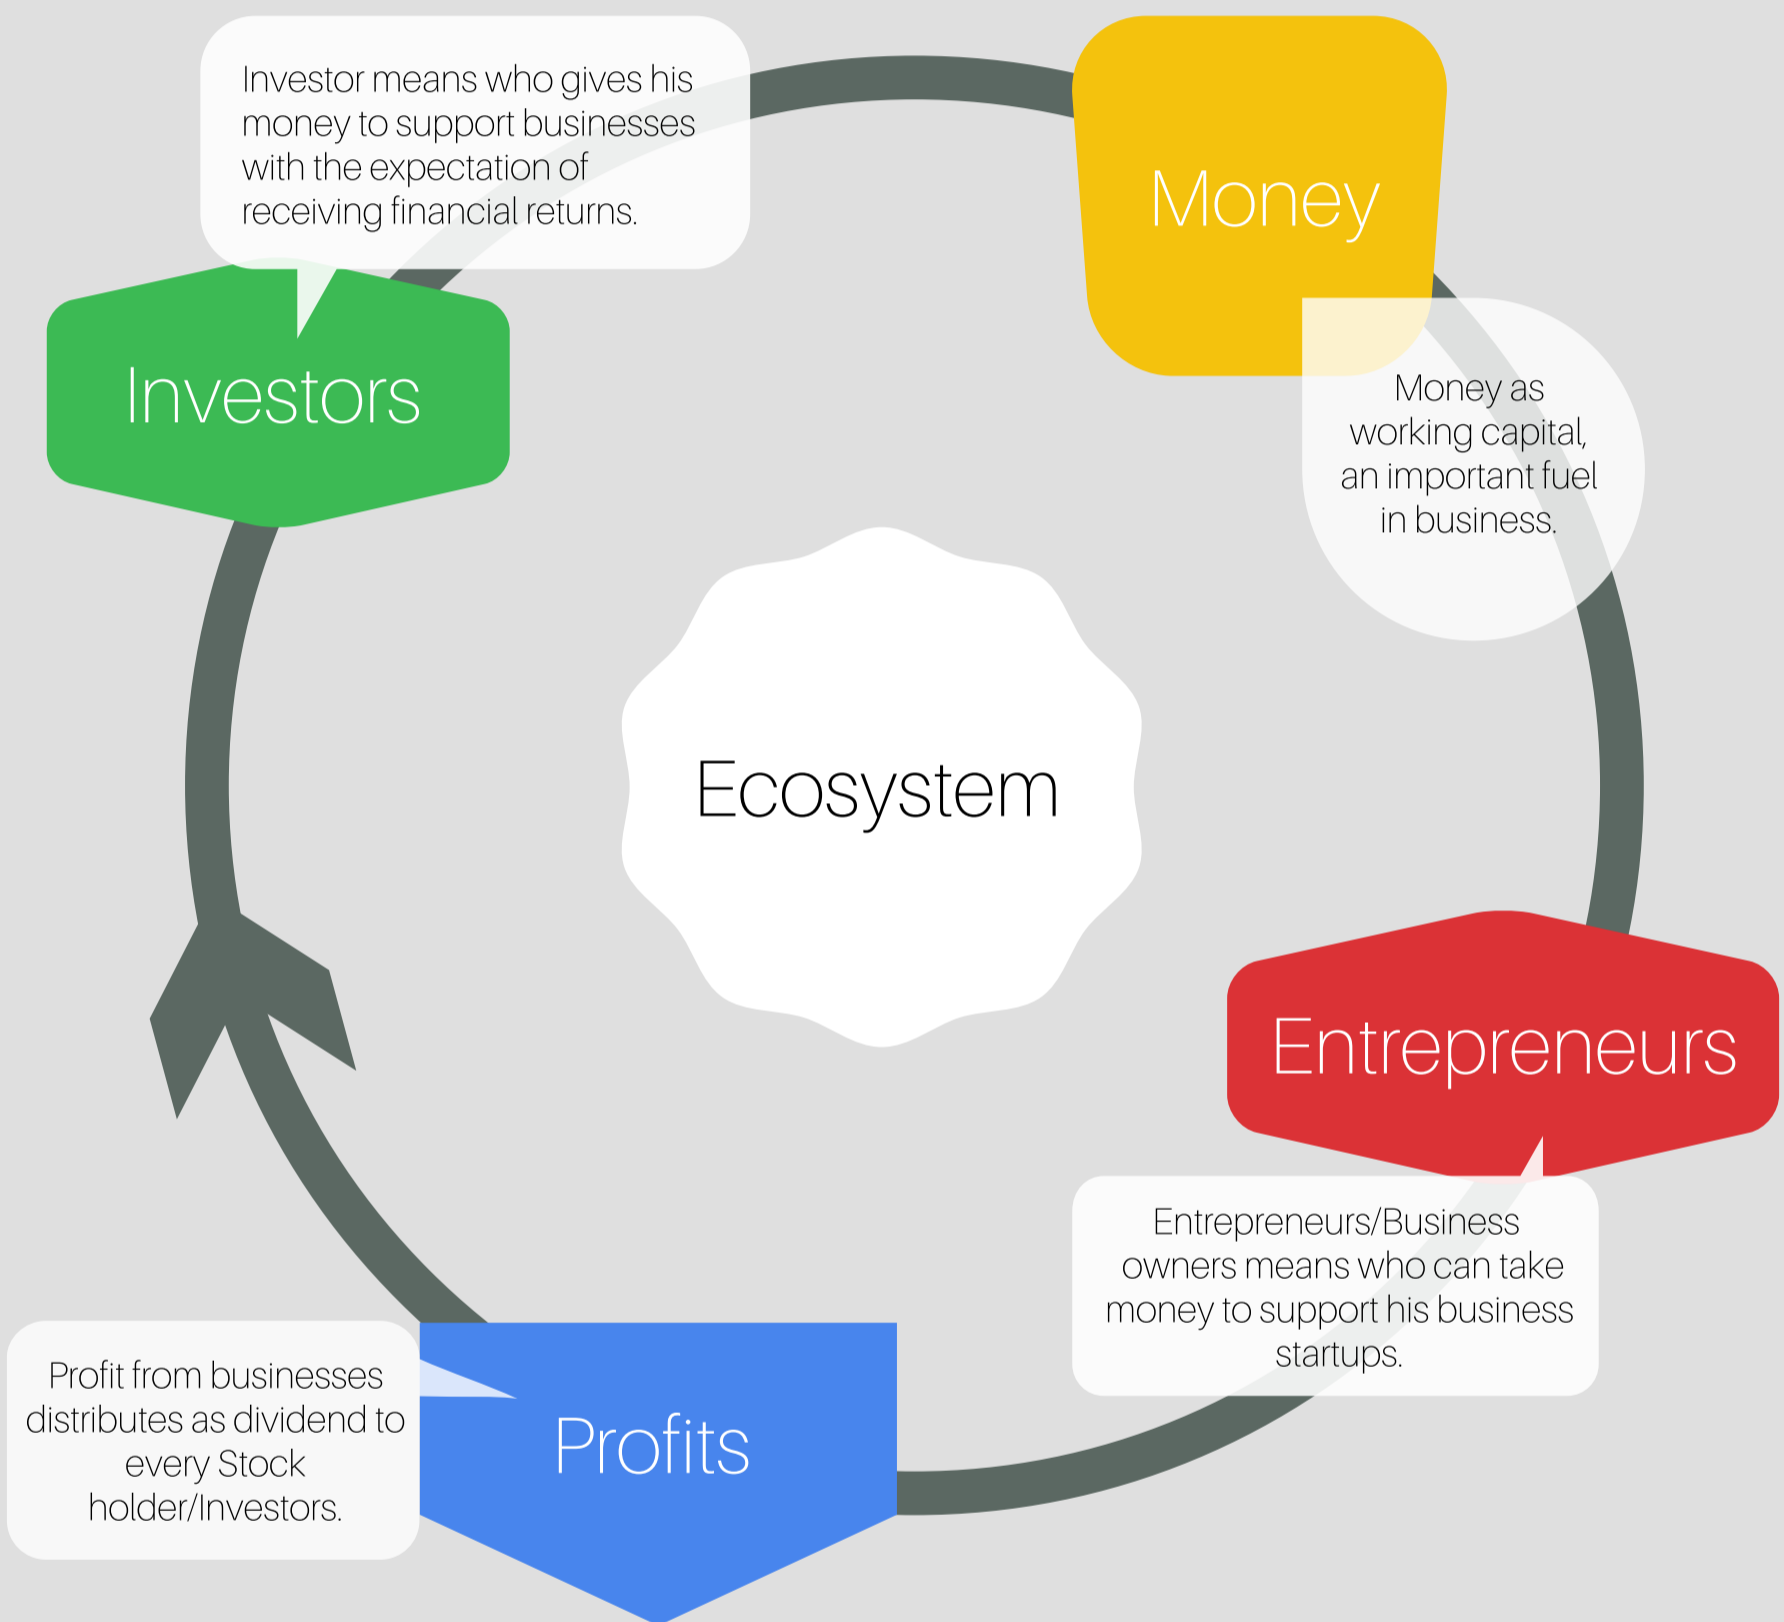 Investor means who gives his
money to support businesses
with the expectation of
receiving financial returns.
Money
Investors
Money as
working capital,
an important fuel
in business.
Ecosystem
Entrepreneurs
Entrepreneurs/Business
owners means who can take
money to support his business
startups.
Profit from businesses
distributes as dividend to
every Stock
holder/Investors.
Profits